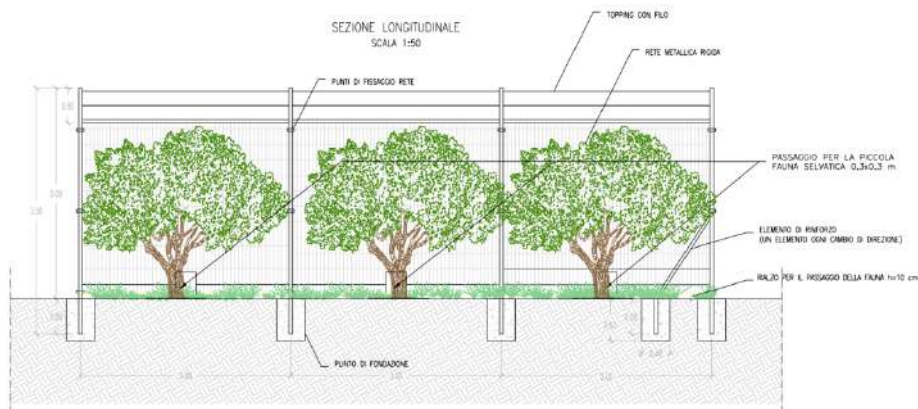 SEZIONE LONGITUDINALE
SCALA 1:50
TOPPING CON FILO
RETE METALLICA RIGIDA
PUNTI DI FISSAGGIO RETE
PASSAGGIO PER LA PICCOLA
FAUNA SELVATICA 0.3x0.3 m
ELEMENTO DI RINFORZO
(UN ELEMENTO OGNI CAMBIO DI DIREZIONE)
RIALZO PER IL PASSAGGIO DELLA FAUNA h=10 cm
PUNTO DI FONDAZIONE